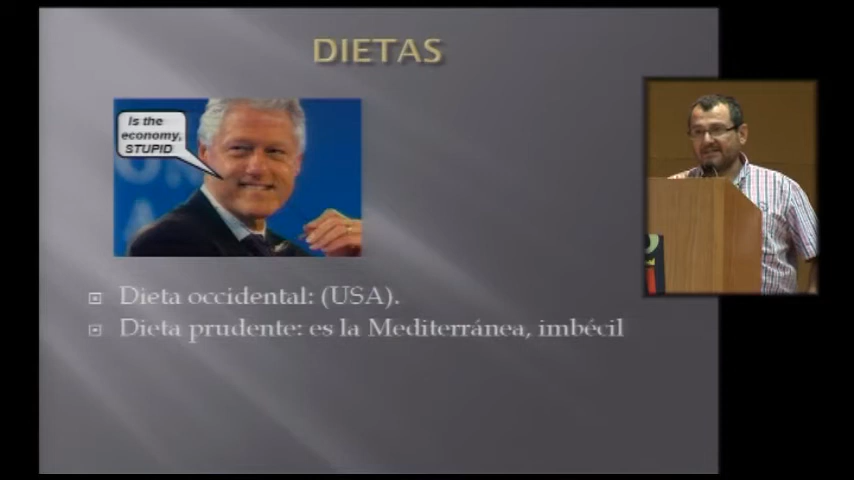 DIETAS
Is the
economy,
STUPID
Dieta occidental: (USA).
Dieta prudente: es la Mediterránea, imbécil